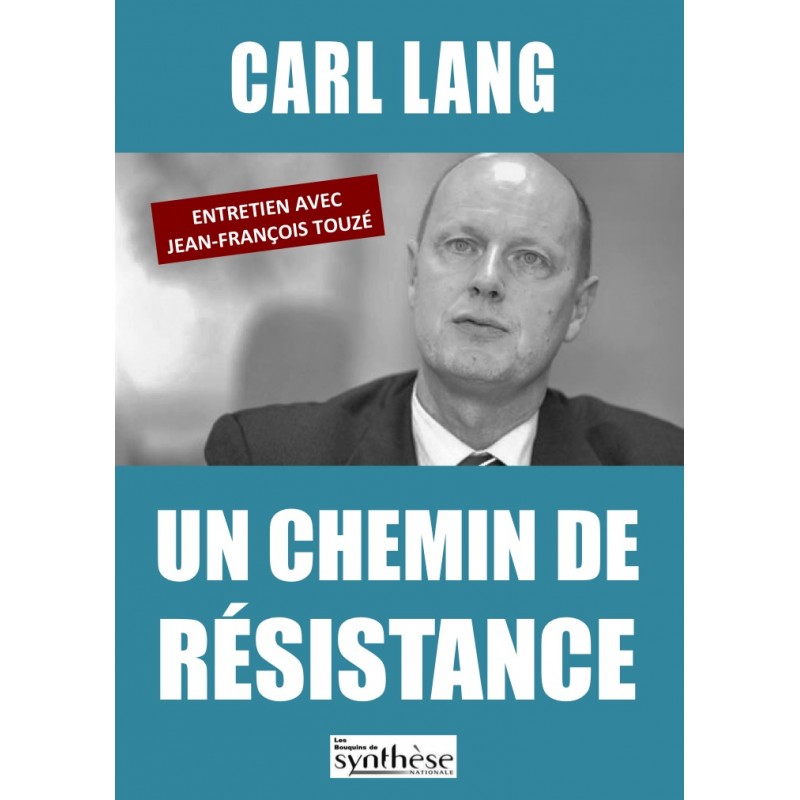 CARL LANG
ENTRETIEN AVEC
JEAN-FRANÇOIS TOUZÉ
UN CHEMIN DE
RÉSISTANCE
Les
Bouquins de
synthèse
NATIONALE